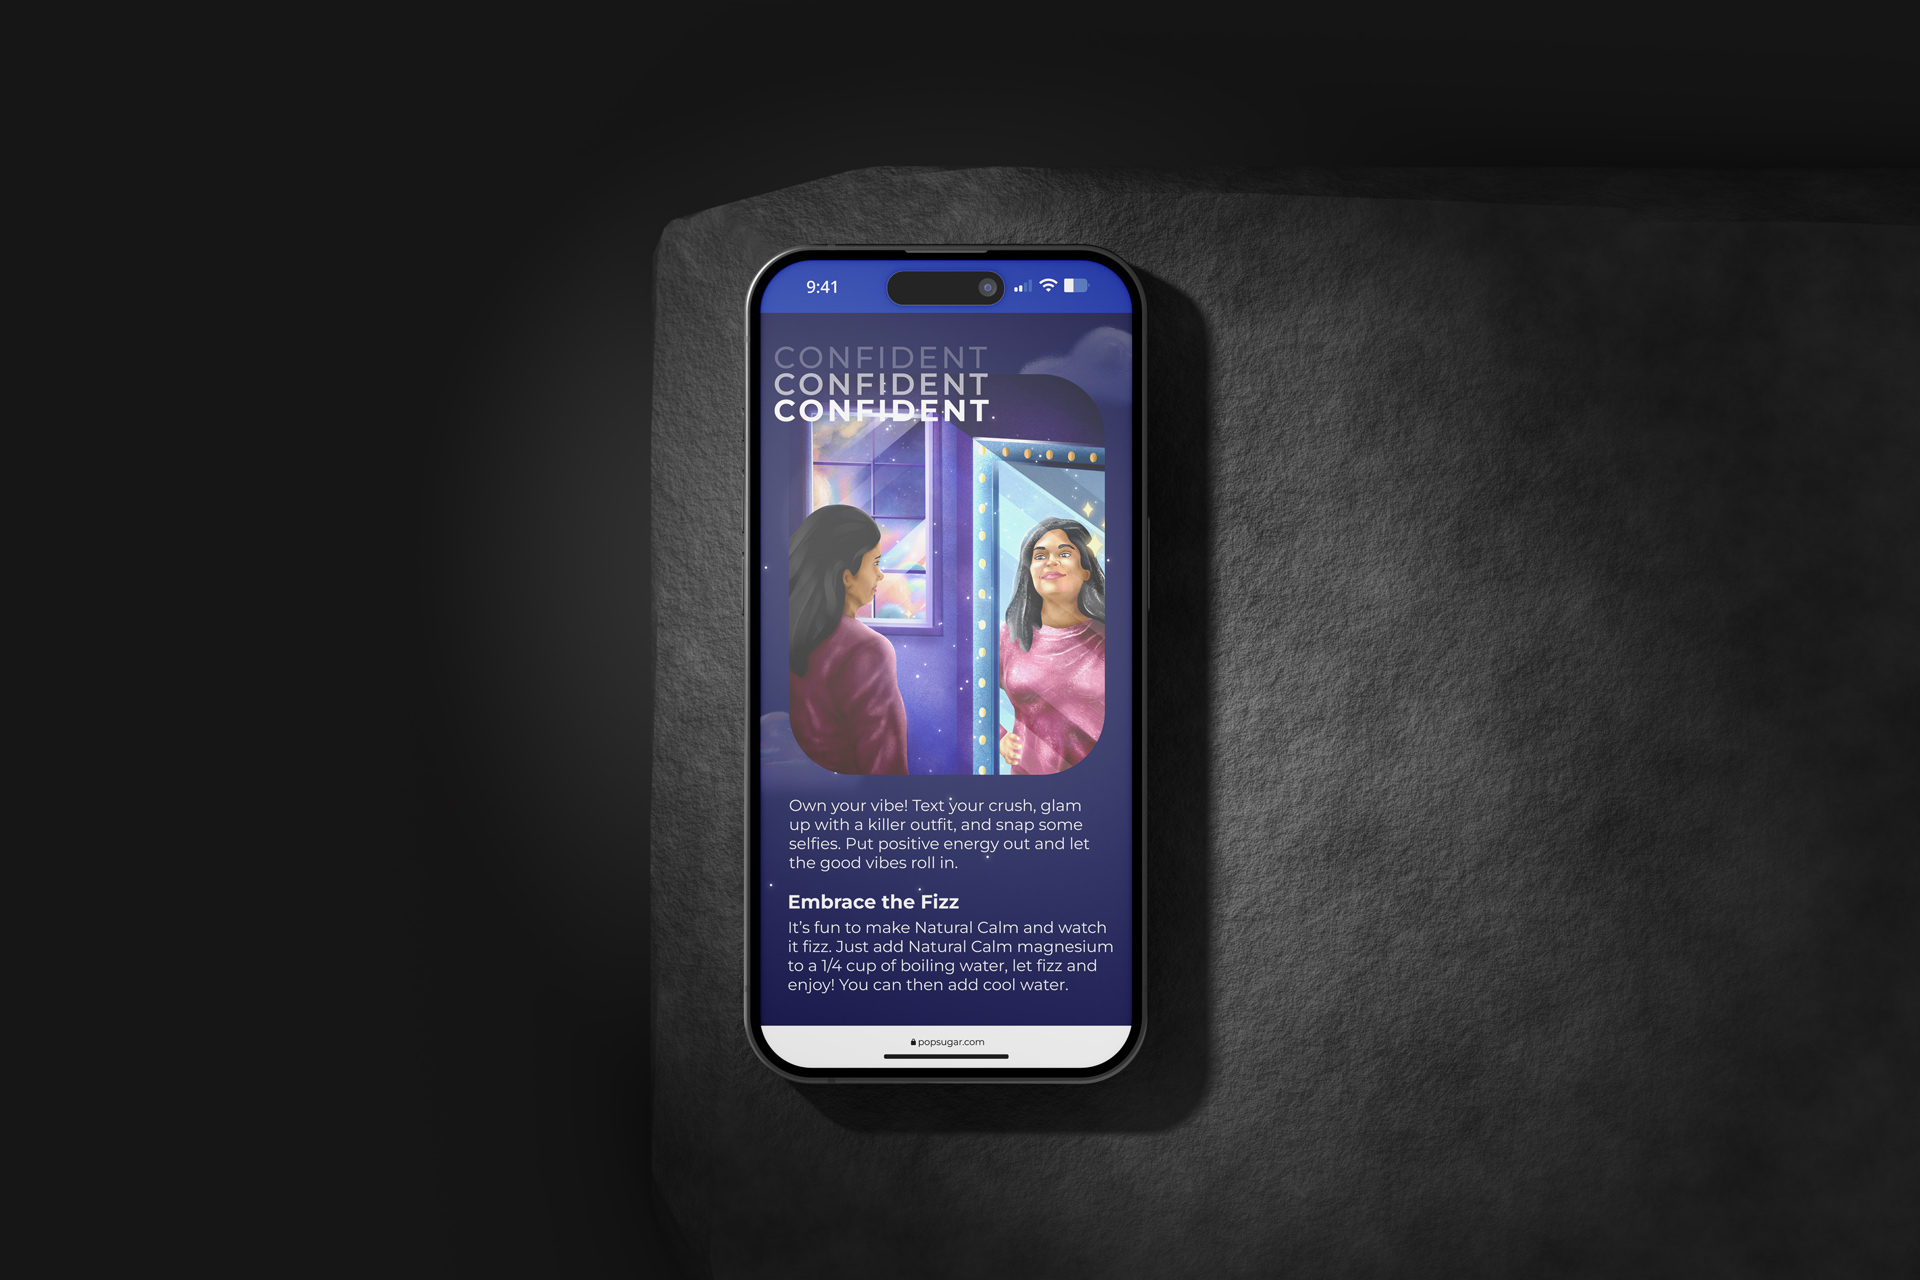 9:41
CONFIDENT
CONFIDENT
CONFIDENT
Own your vibe! Text your crush, glam
up with a killer outfit, and snap some
selfies. Put positive energy out and let
the good vibes roll in.
Embrace the Fizz
It’s fun to make Natural Calm and watch
it fizz. Just add Natural Calm magnesium
to a 1/4 cup of boiling water, let fizz and
enjoy! You can then add cool water.
popsugar.com